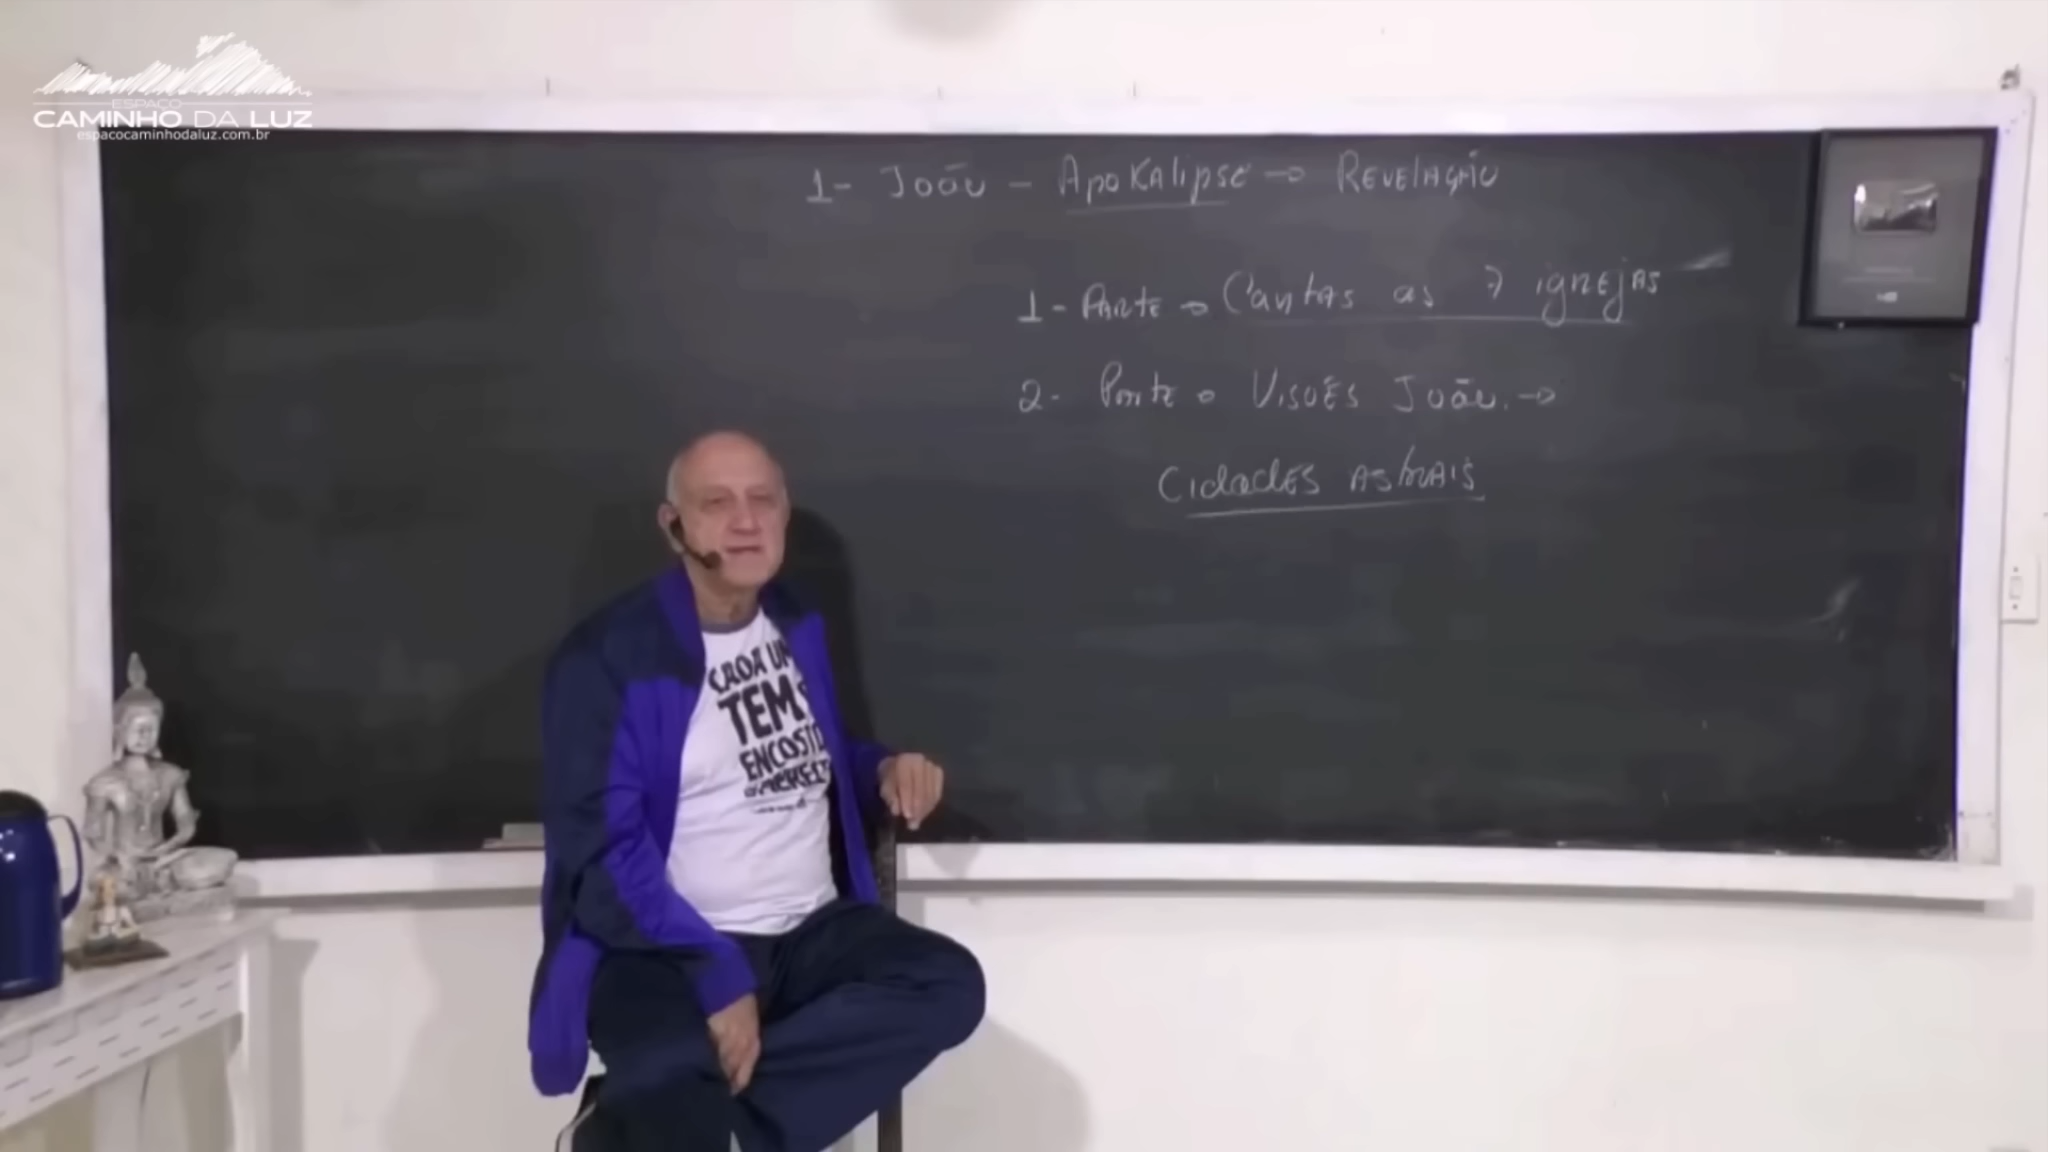 ESPAÇO
CAMINHO DA LUZ
espacocaminhodaluz.com.br
1- João - Apokalipse → Revelação
1- Parte → Cartas as 7 igrejas
2- Parte → Visões João. →
Cidades astrais
CADA UM
TEM
ENCOSTO